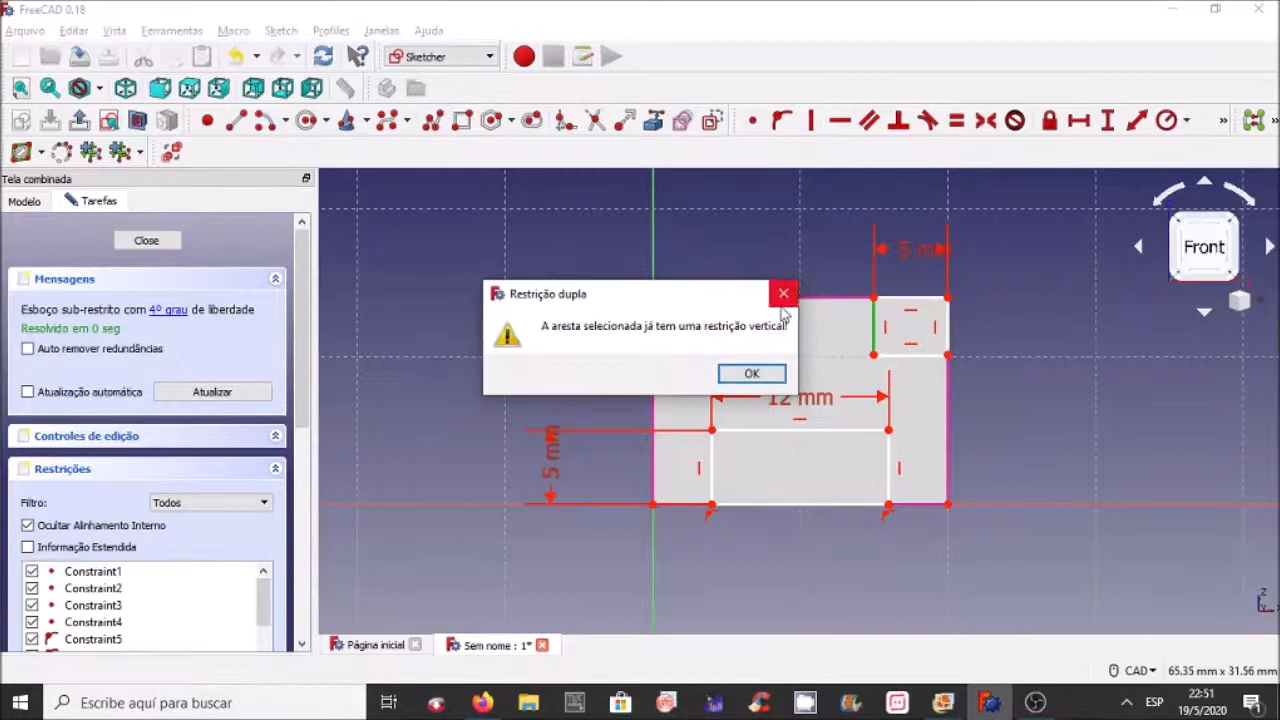 FreeCAD 0.18
Arquivo Editar Vista Ferramentas Macro Sketch Profiles Janelas Ajuda
Sketcher
»
»
Tela combinada
Modelo Tarefas
Close
Mensagens
Esboço sub-restrito com 4º grau de liberdade
Resolvido em 0 seg
Auto remover redundâncias
Atualização automática Atualizar
Controles de edição
Restrições
Filtro: Todos
Ocultar Alinhamento Interno
Informação Estendida
Constraint1
Constraint2
Constraint3
Constraint4
Constraint5
5 mm
Front
Restrição dupla
A aresta selecionada já tem uma restrição vertical!
OK
12 mm
5 mm
Z
Página inicial Sem nome : 1*
CAD 65.35 mm x 31.56 mm
Escribe aquí para buscar
ESP
22:51
19/5/2020